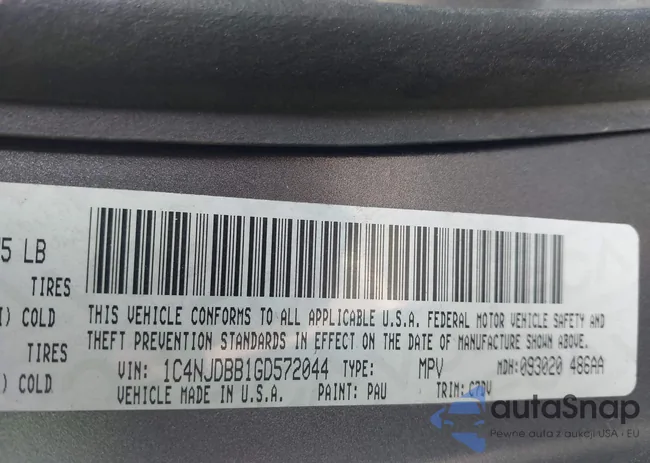 5 LB
TIRES
) COLD
TIRES
) COLD
THIS VEHICLE CONFORMS TO ALL APPLICABLE U.S.A. FEDERAL MOTOR VEHICLE SAFETY AND
THEFT PREVENTION STANDARDS IN EFFECT ON THE DATE OF MANUFACTURE SHOWN ABOVE.
VIN: 1C4NJDBB1GD572044 TYPE: MPV MDH: 093020 486AA
VEHICLE MADE IN U.S.A. PAINT: PAU TRIM:
autaSnap
Pewne auta z aukcji USA i EU